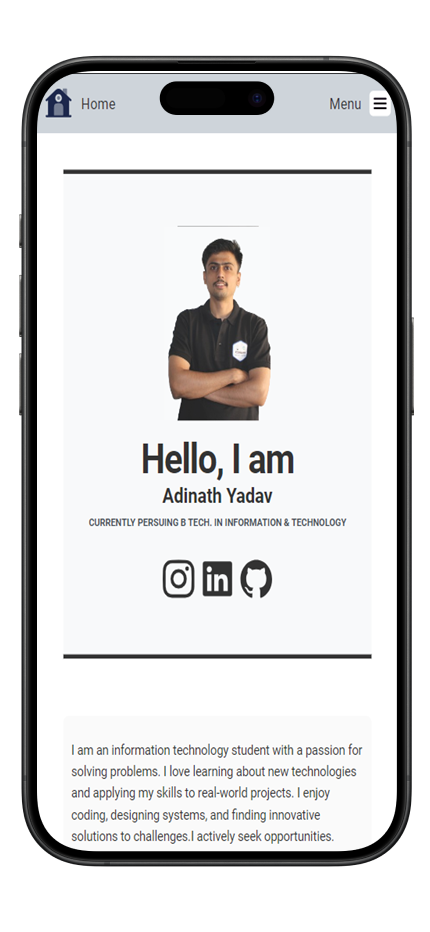 Home
Menu
Hello, I am
Adinath Yadav
CURRENTLY PERSUING B TECH. IN INFORMATION & TECHNOLOGY
in
I am an information technology student with a passion for
solving problems. I love learning about new technologies
and applying my skills to real-world projects. I enjoy
coding, designing systems, and finding innovative
solutions to challenges.I actively seek opportunities.